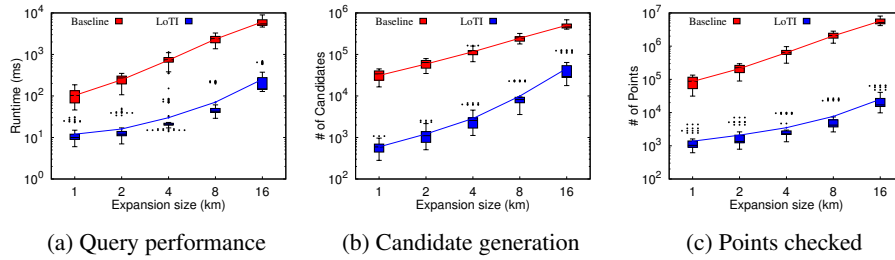 Baseline LoTI
10^4
10^3
10^2
10^1
10^0
Runtime (ms)
1 2 4 8 16
Expansion size (km)
(a) Query performance
Baseline LoTI
10^6
10^5
10^4
10^3
10^2
# of Candidates
1 2 4 8 16
Expansion size (km)
(b) Candidate generation
Baseline LoTI
10^7
10^6
10^5
10^4
10^3
10^2
# of Points
1 2 4 8 16
Expansion size (km)
(c) Points checked